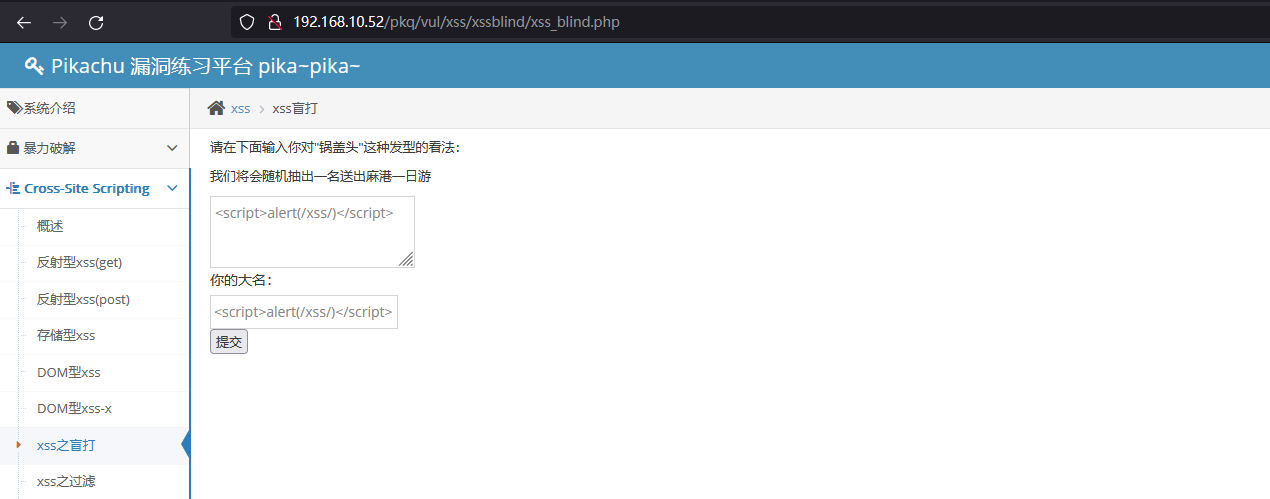 192.168.10.52/pkq/vul/xss/xssblind/xss_blind.php
Pikachu 漏洞练习平台 pika~pika~
系统介绍
xss
xss盲打
暴力破解
请在下面输入你对"锅盖头"这种发型的看法：
我们将会随机抽出一名送出麻港一日游
Cross-Site Scripting
<script>alert(/xss/)</script>
概述
反射型xss(get)
你的大名：
反射型xss(post)
<script>alert(/xss/)</script>
存储型xss
提交
DOM型xss
DOM型xss-x
xss之盲打
xss之过滤